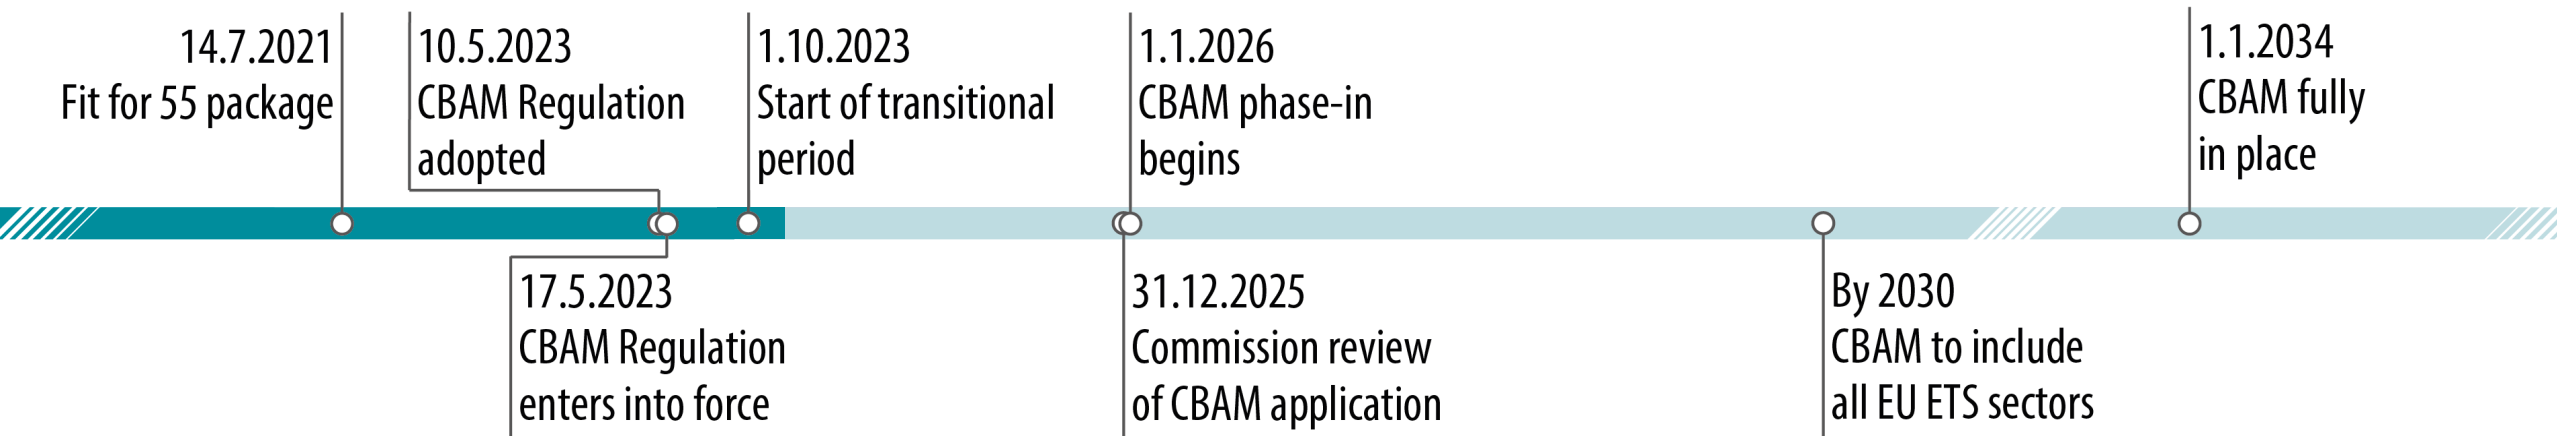 14.7.2021
Fit for 55 package
10.5.2023
CBAM Regulation
adopted
17.5.2023
CBAM Regulation
enters into force
1.10.2023
Start of transitional
period
31.12.2025
Commission review
of CBAM application
1.1.2026
CBAM phase-in
begins
By 2030
CBAM to include
all EU ETS sectors
1.1.2034
CBAM fully
in place